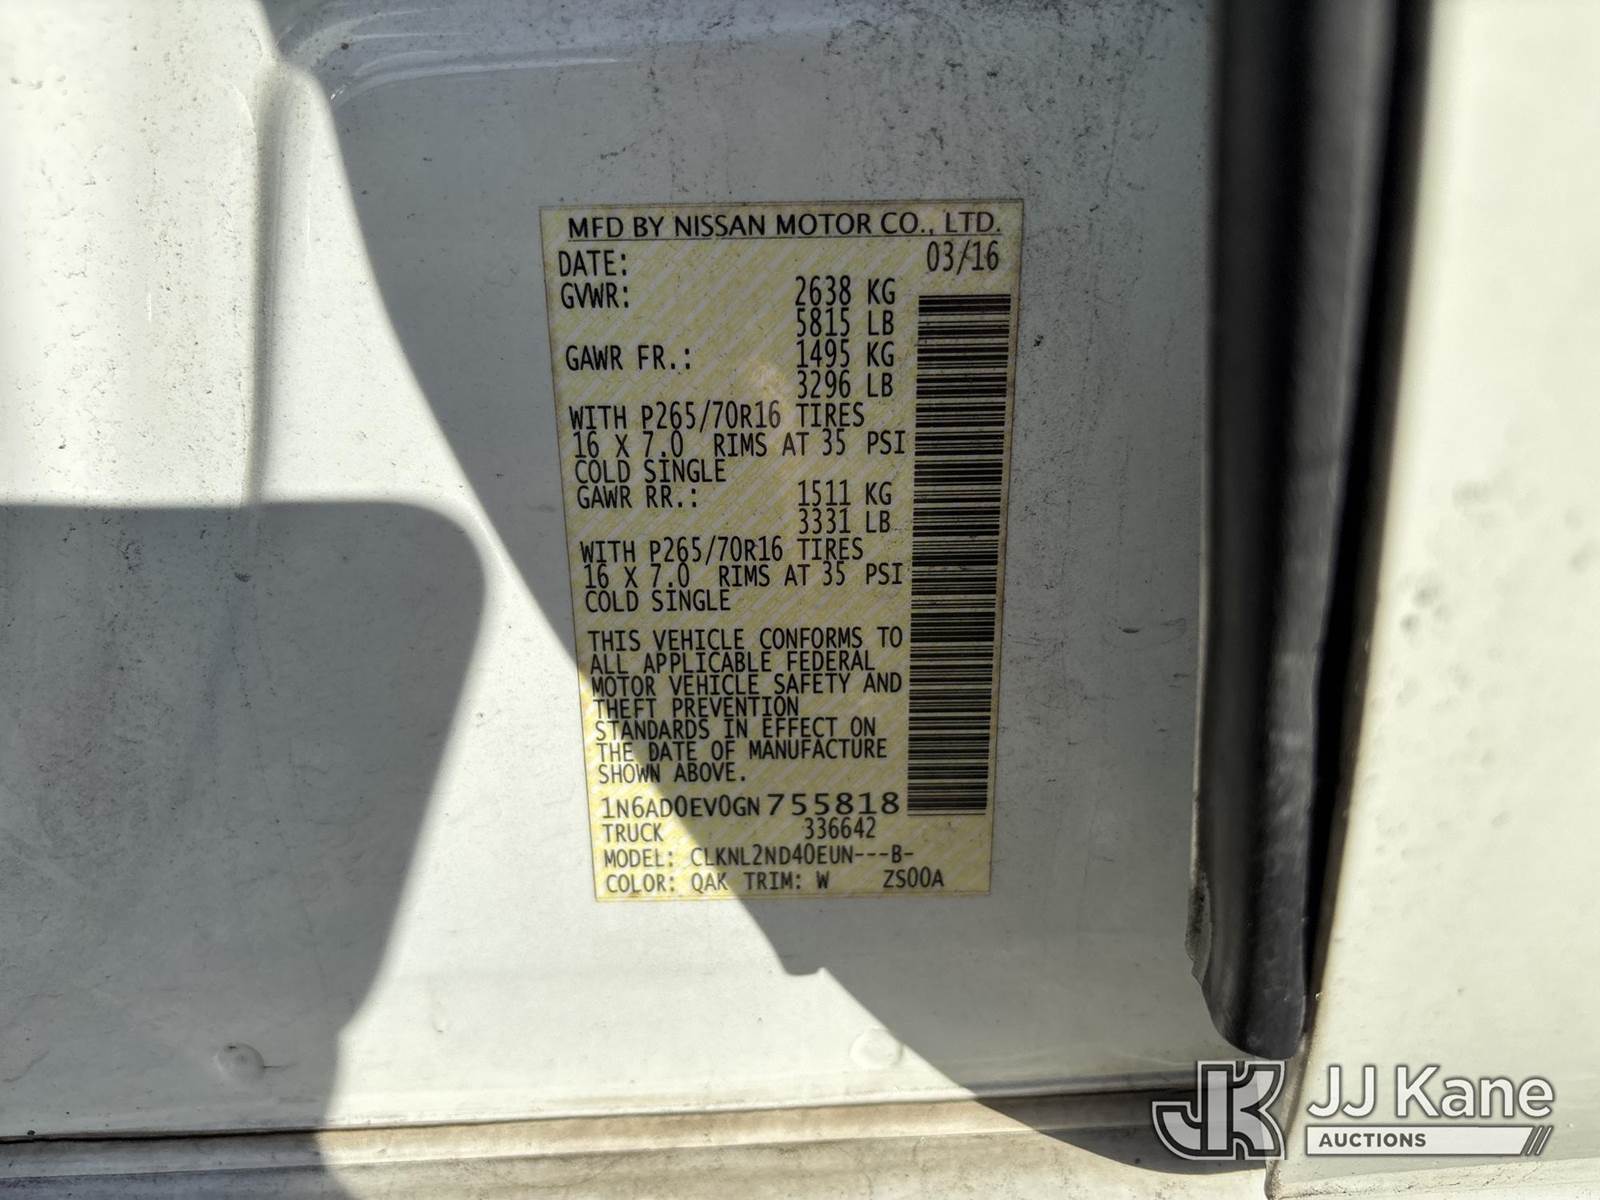 MFD BY NISSAN MOTOR CO., LTD.
DATE: 03/16
GVWR: 2638 KG
5815 LB
GAWR FR.: 1495 KG
3296 LB
WITH P265/70R16 TIRES
16 X 7.0 RIMS AT 35 PSI
COLD SINGLE
GAWR RR.: 1511 KG
3331 LB
WITH P265/70R16 TIRES
16 X 7.0 RIMS AT 35 PSI
COLD SINGLE
THIS VEHICLE CONFORMS TO
ALL APPLICABLE FEDERAL
MOTOR VEHICLE SAFETY AND
THEFT PREVENTION
STANDARDS IN EFFECT ON
THE DATE OF MANUFACTURE
SHOWN ABOVE.
1N6AD0EV0GN755818
TRUCK 336642
MODEL: CLKNL2ND40EUN---B-
COLOR: QAK TRIM: W ZS00A
JK JJ Kane
AUCTIONS